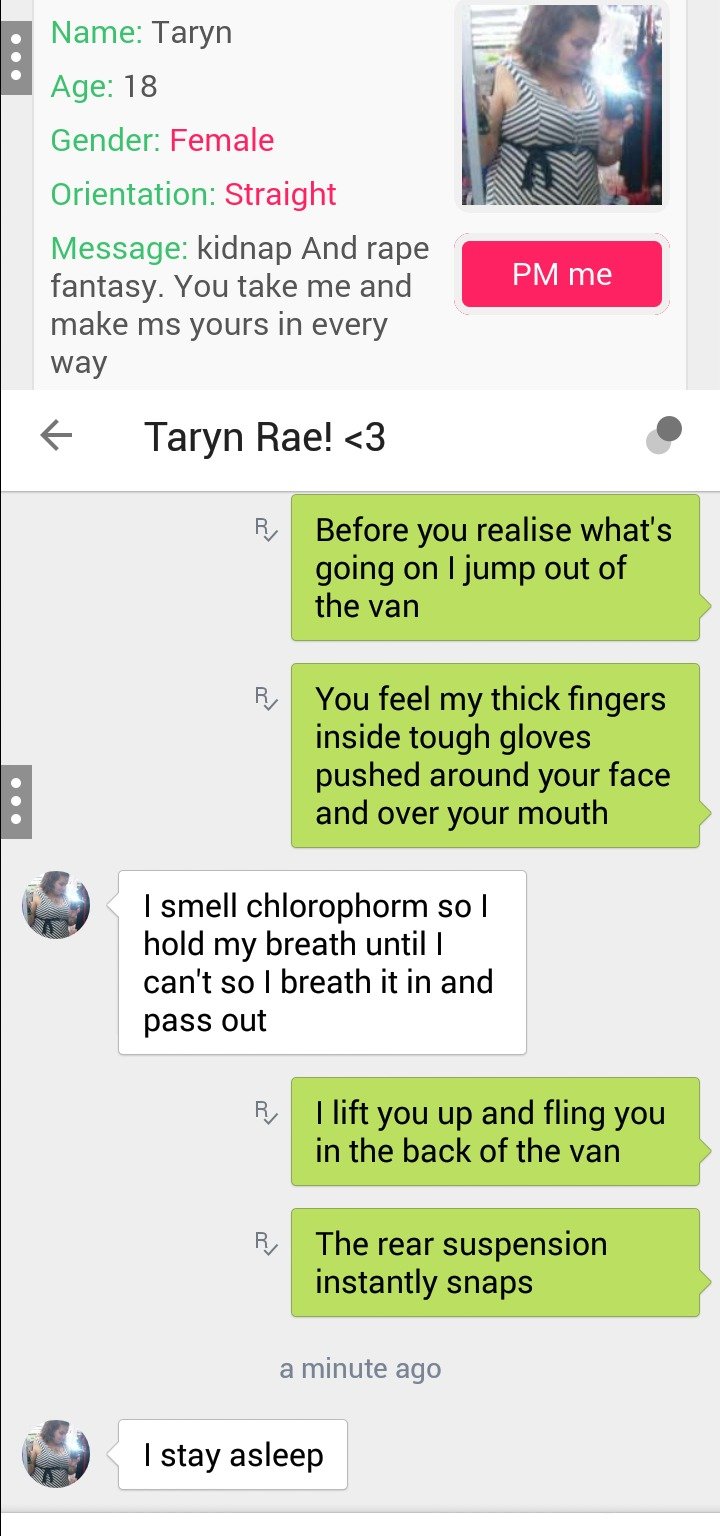 Name: Taryn
Age: 18
Gender: Female
Orientation: Straight
Message: kidnap And rape
fantasy. You take me and
make ms yours in every
way
PM me
Taryn Rae! <3
R
Before you realise what's
going on I jump out of
the van
R
You feel my thick fingers
inside tough gloves
pushed around your face
and over your mouth
I smell chlorophorm so I
hold my breath until I
can't so I breath it in and
pass out
R
I lift you up and fling you
in the back of the van
R
The rear suspension
instantly snaps
a minute ago
I stay asleep